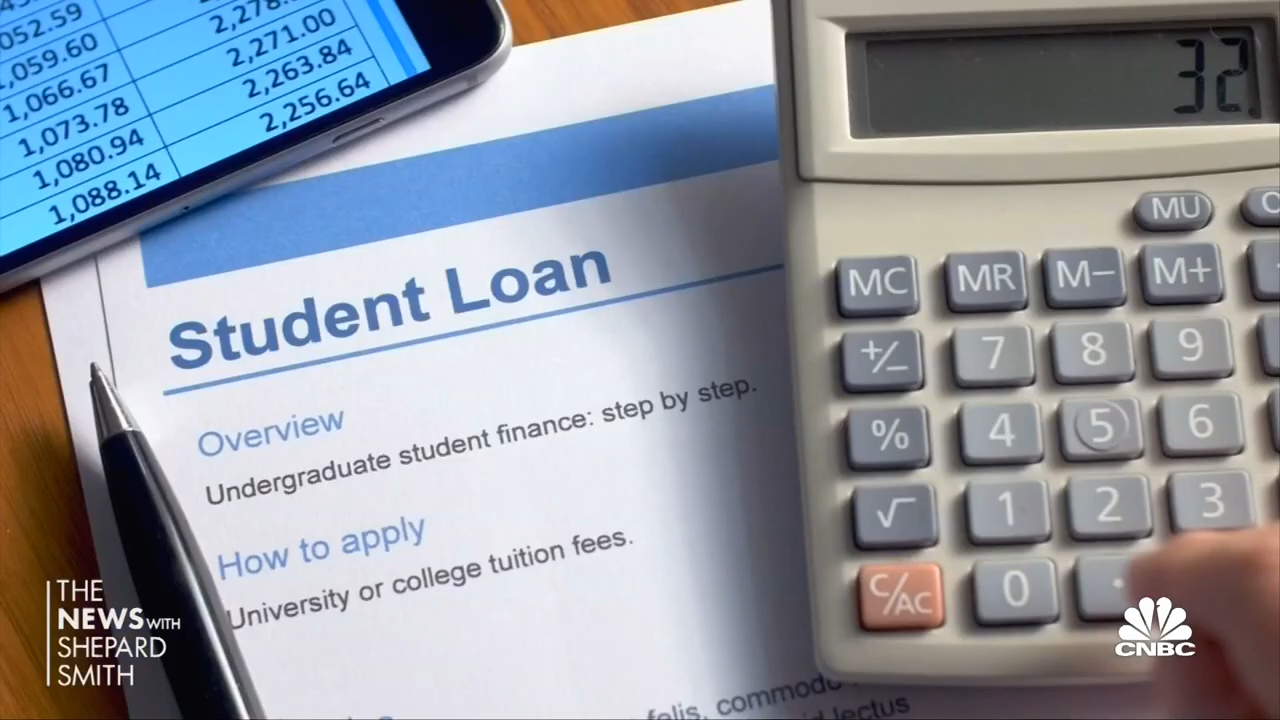 2,278.
1,059.60
2,271.00
1,066.67
2,263.84
1,073.78
2,256.64
1,080.94
1,088.14
32.
Student Loan
Overview
Undergraduate student finance: step by step.
How to apply
University or college tuition fees.
felis, commodo
lectus
MU
MC MR M− M+
+/− 7 8 9
% 4 5 6
√ 1 2 3
C/AC 0 ·
THE
NEWS WITH
SHEPARD
SMITH
CNBC